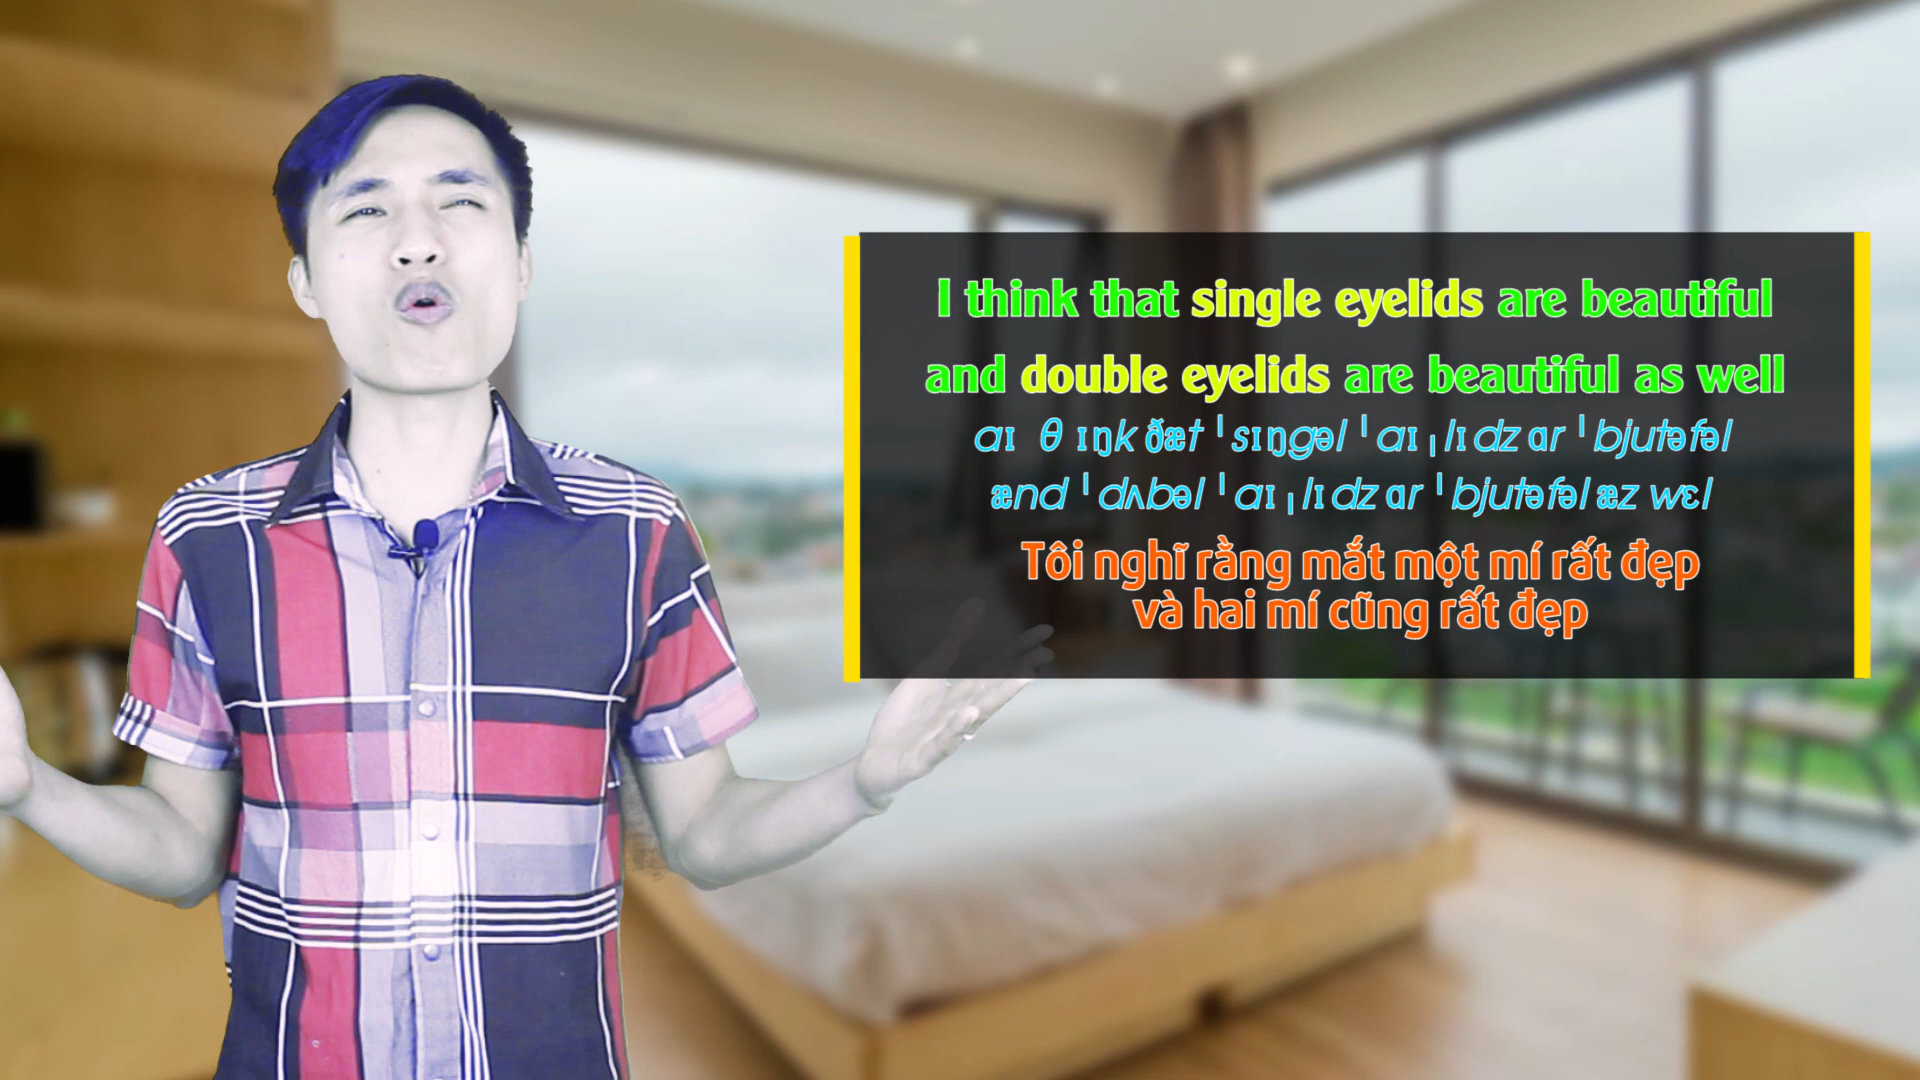 I think that single eyelids are beautiful
and double eyelids are beautiful as well
aɪ θɪŋk ðæt ˈsɪŋgəl ˈaɪˌlɪdz ɑr ˈbjutəfəl
ænd ˈdʌbəl ˈaɪˌlɪdz ɑr ˈbjutəfəl æz wɛl
Tôi nghĩ rằng mắt một mí rất đẹp
và hai mí cũng rất đẹp